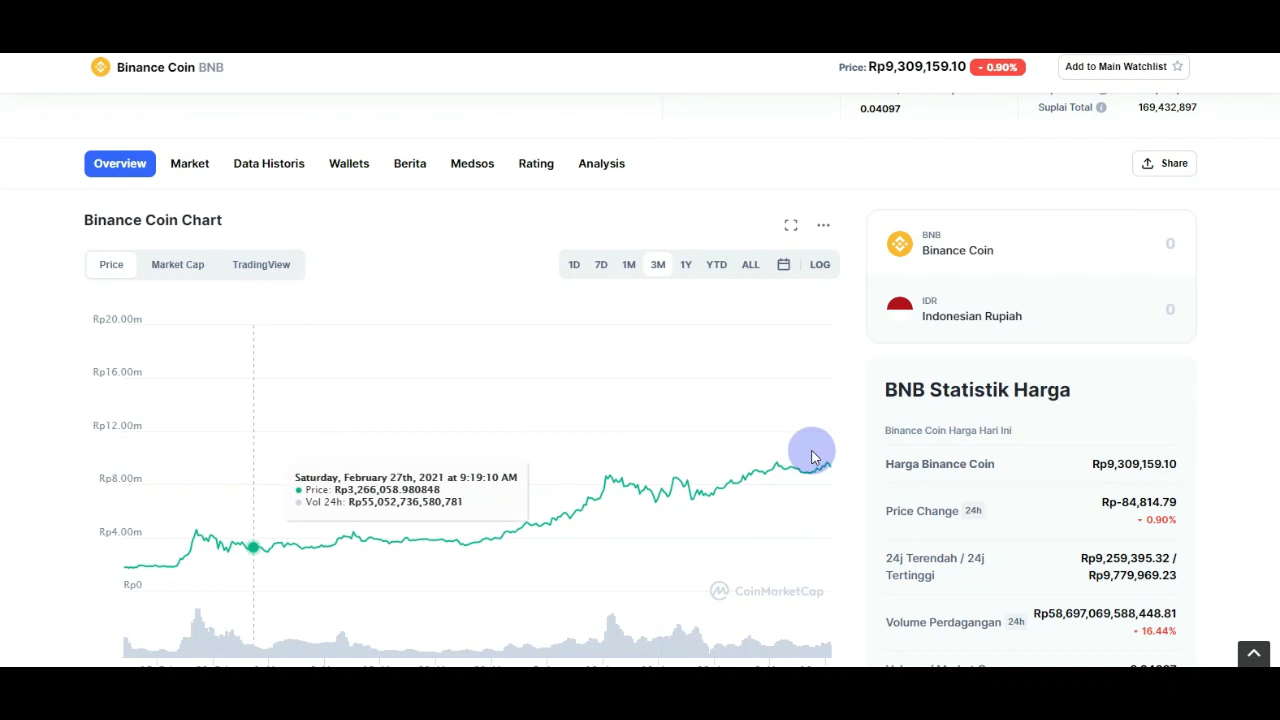 Binance Coin BNB
Price: Rp9,309,159.10 - 0.90%
Add to Main Watchlist
0.04097
Suplai Total
169,432,897
Overview
Market
Data Historis
Wallets
Berita
Medsos
Rating
Analysis
Share
Binance Coin Chart
Price
Market Cap
TradingView
1D
7D
1M
3M
1Y
YTD
ALL
LOG
Rp20.00m
Rp16.00m
Rp12.00m
Rp8.00m
Rp4.00m
Rp0
Saturday, February 27th, 2021 at 9:19:10 AM
Price: Rp3,266,058.980848
Vol 24h: Rp55,052,736,580,781
CoinMarketCap
BNB
Binance Coin
0
IDR
Indonesian Rupiah
0
BNB Statistik Harga
Binance Coin Harga Hari Ini
Harga Binance Coin
Rp9,309,159.10
Price Change 24h
Rp-84,814.79
0.90%
24j Terendah / 24j
Tertinggi
Rp9,259,395.32 /
Rp9,779,969.23
Volume Perdagangan 24h
Rp58,697,069,588,448.81
16.44%